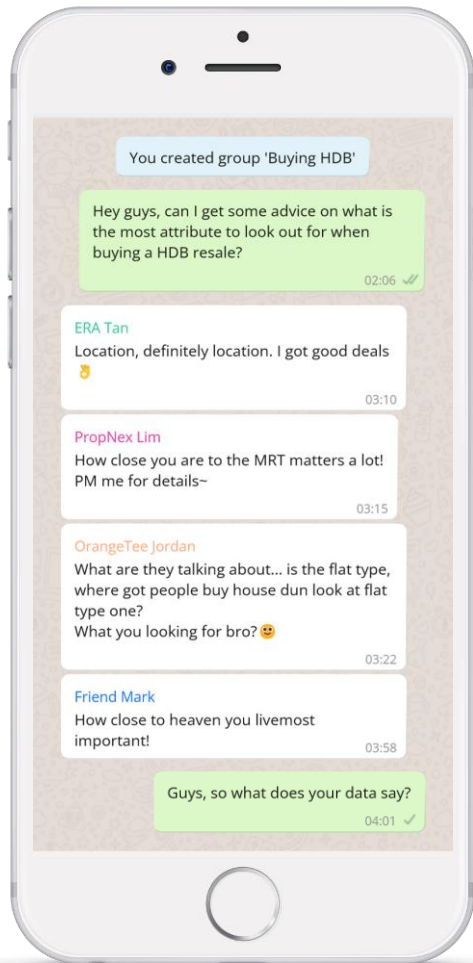 You created group 'Buying HDB'
Hey guys, can I get some advice on what is
the most attribute to look out for when
buying a HDB resale?
02:06
ERA Tan
Location, definitely location. I got good deals
👌
03:10
PropNex Lim
How close you are to the MRT matters a lot!
PM me for details~
03:15
OrangeTee Jordan
What are they talking about... is the flat type,
where got people buy house dun look at flat
type one?
What you looking for bro? 🙂
03:22
Friend Mark
How close to heaven you livemost
important!
03:58
Guys, so what does your data say?
04:01